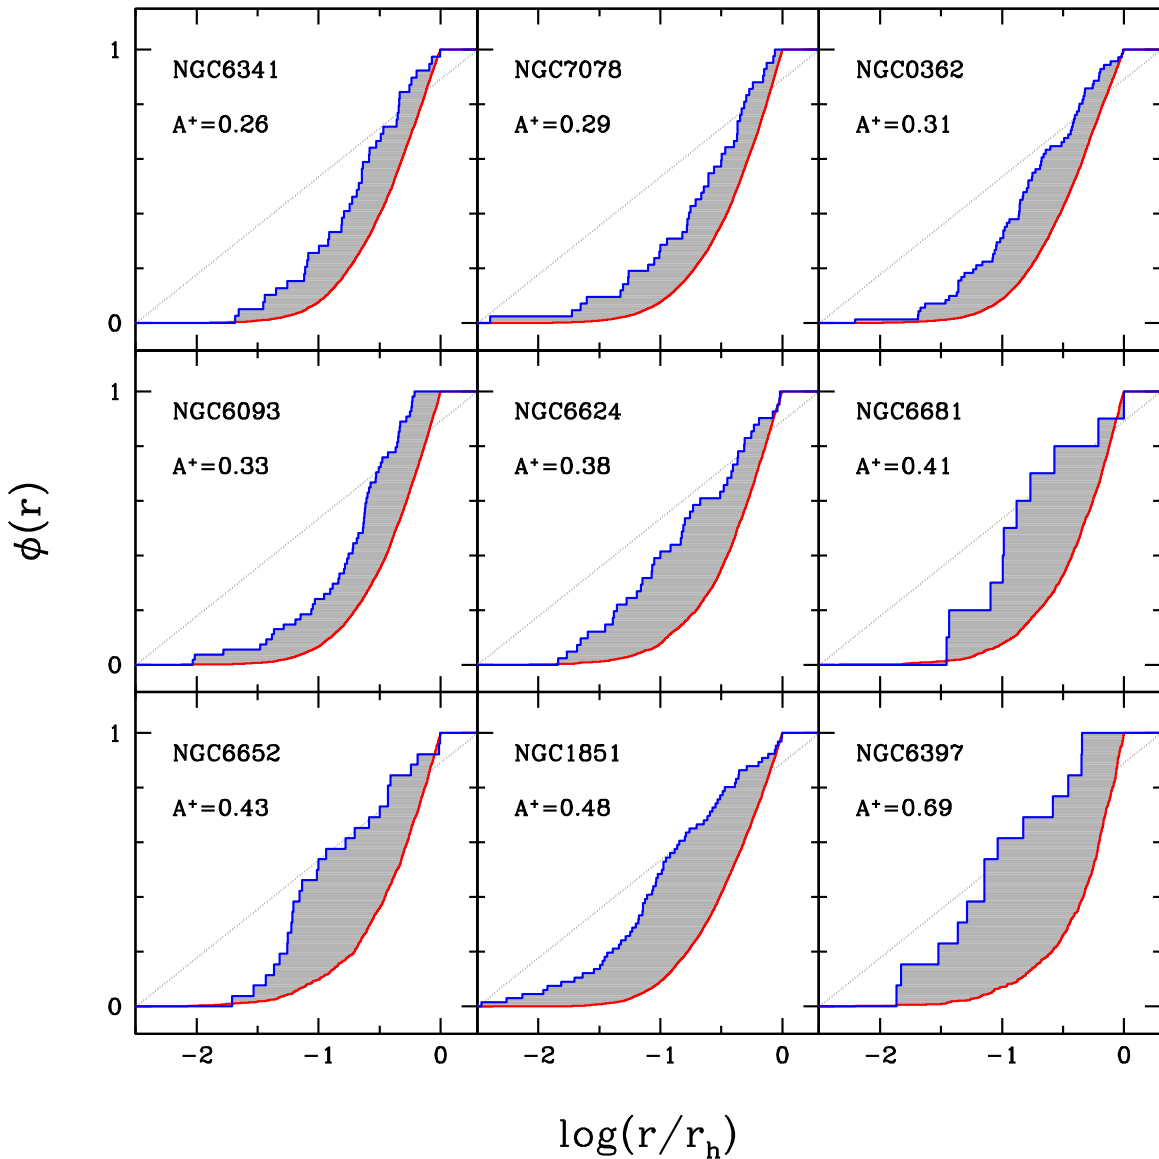 NGC6341
A+=0.26
NGC7078
A+=0.29
NGC0362
A+=0.31
1
0
NGC6093
A+=0.33
NGC6624
A+=0.38
NGC6681
A+=0.41
1
0
NGC6652
A+=0.43
NGC1851
A+=0.48
NGC6397
A+=0.69
1
0
-2 -1 0 -2 -1 0 -2 -1 0
ϕ(r)
log(r/r_h)